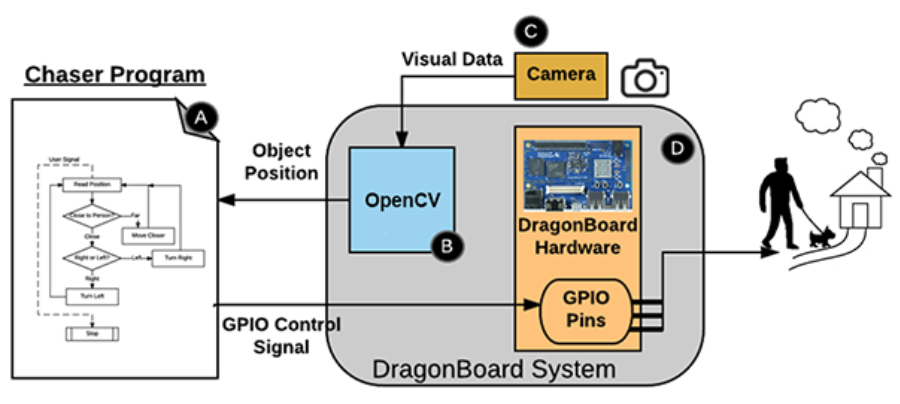 Chaser Program
A
User Signal
Read Position
Close to Person?
Far
Move Closer
Close
Right or Left?
Left
Turn Right
Right
Turn Left
Stop
Object
Position
GPIO Control
Signal
Visual Data
C
Camera
OpenCV
B
D
DragonBoard
Hardware
GPIO
Pins
DragonBoard System